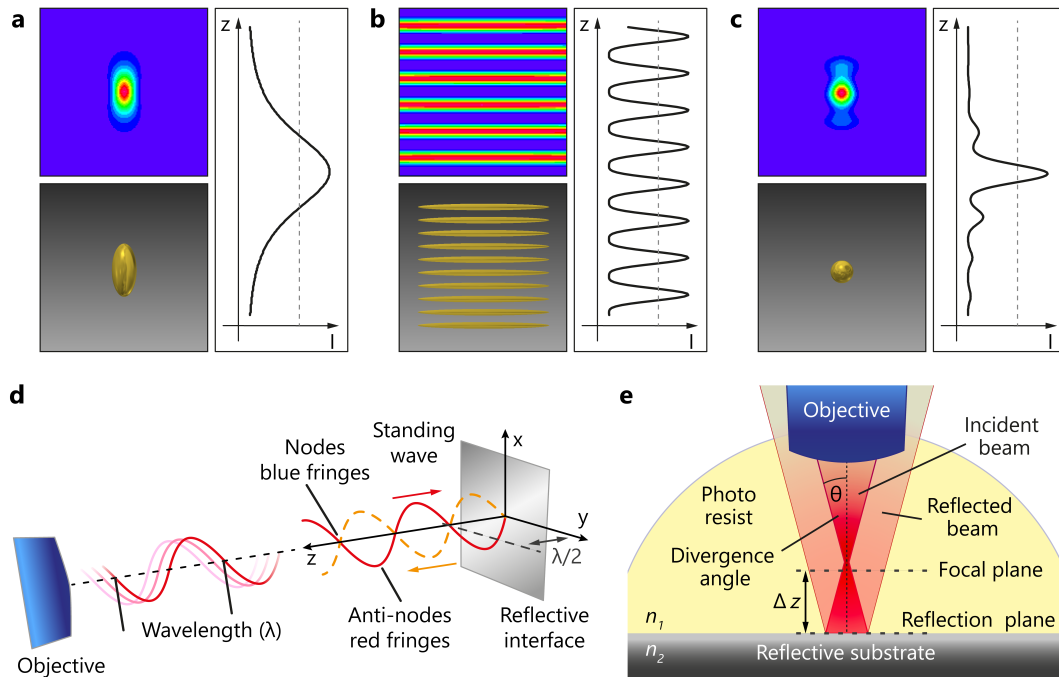 a
z
I
b
z
I
c
z
I
d
Nodes
blue fringes
Standing
wave
x
y
z
λ/2
Wavelength (λ)
Anti-nodes
red fringes
Reflective
interface
Objective
e
Objective
Incident
beam
θ
Photo
resist
Reflected
beam
Divergence
angle
Focal plane
Δ z
n₁
Reflection plane
n₂
Reflective substrate